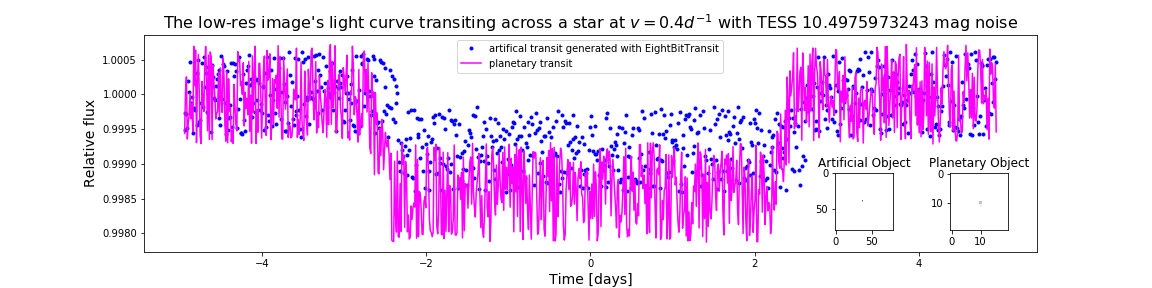 The low-res image's light curve transiting across a star at v = 0.4d⁻¹ with TESS 10.4975973243 mag noise
artifical transit generated with EightBitTransit
planetary transit
Relative flux
1.0005
1.0000
0.9995
0.9990
0.9985
0.9980
Artificial Object
0
50
0 50
Planetary Object
0
10
0 10
−4 −2 0 2 4
Time [days]